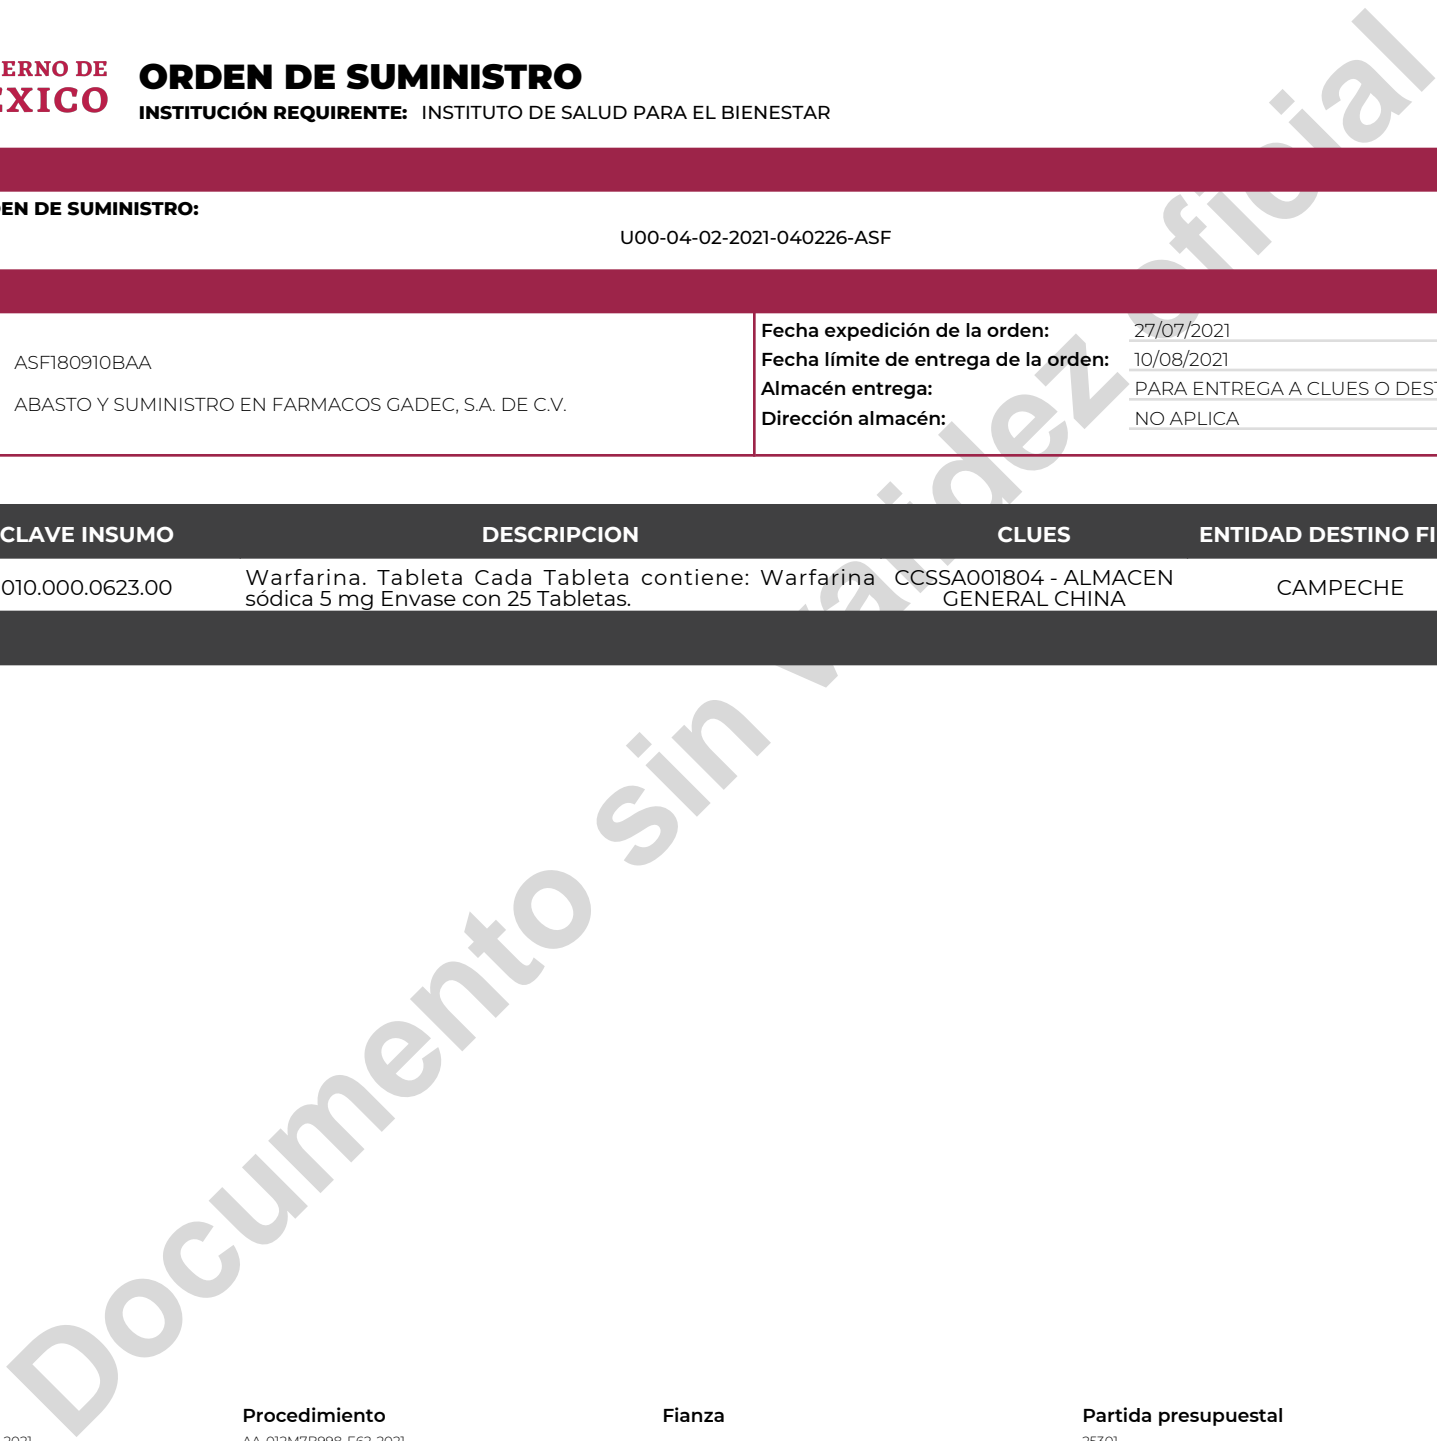 ERNO DE
ORDEN DE SUMINISTRO
INSTITUCIÓN REQUIRENTE: INSTITUTO DE SALUD PARA EL BIENESTAR
EN DE SUMINISTRO:
U00-04-02-2021-040226-ASF
ASF180910BAA
ABASTO Y SUMINISTRO EN FARMACOS GADEC, S.A. DE C.V.
Fecha expedición de la orden: 27/07/2021
Fecha límite de entrega de la orden: 10/08/2021
Almacén entrega: PARA ENTREGA A CLUES O DEST
Dirección almacén: NO APLICA
CLAVE INSUMO DESCRIPCION CLUES ENTIDAD DESTINO FI
010.000.0623.00 Warfarina. Tableta Cada Tableta contiene: Warfarina sódica 5 mg Envase con 25 Tabletas. CCSSA001804 - ALMACEN GENERAL CHINA CAMPECHE
Documento sin validez oficial
Procedimiento Fianza Partida presupuestal